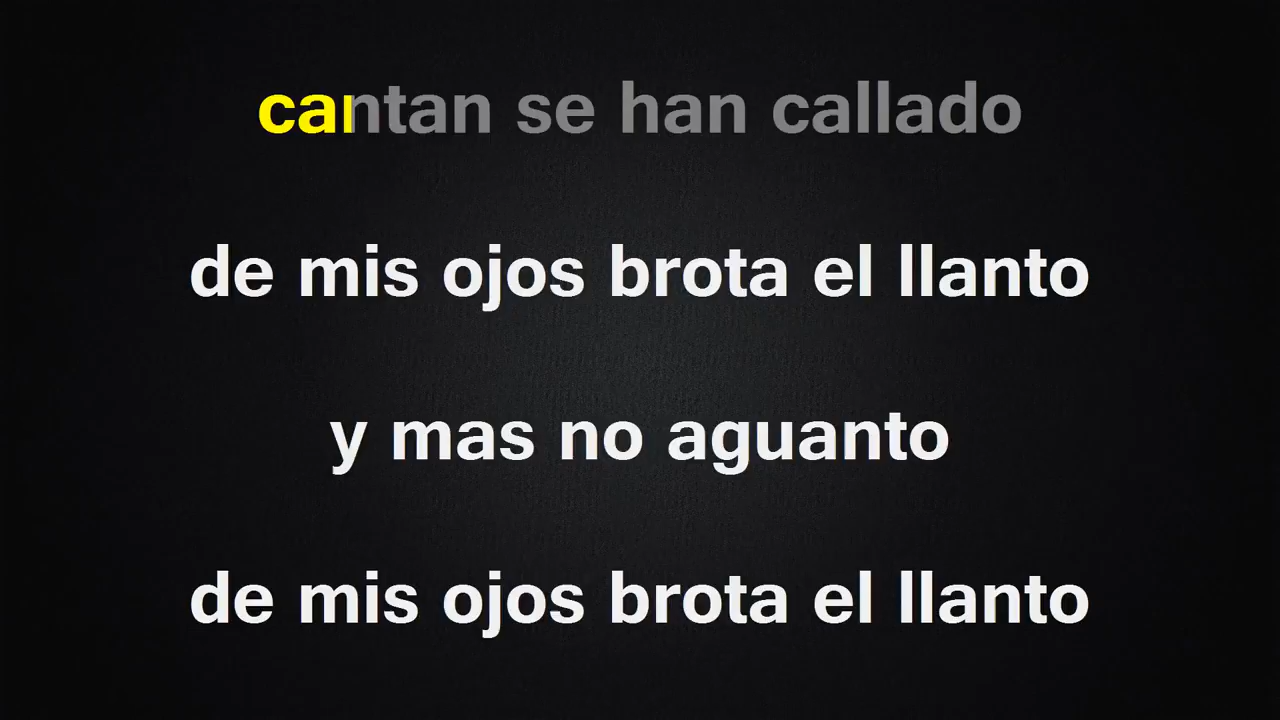 cantan se han callado
de mis ojos brota el llanto
y mas no aguanto
de mis ojos brota el llanto